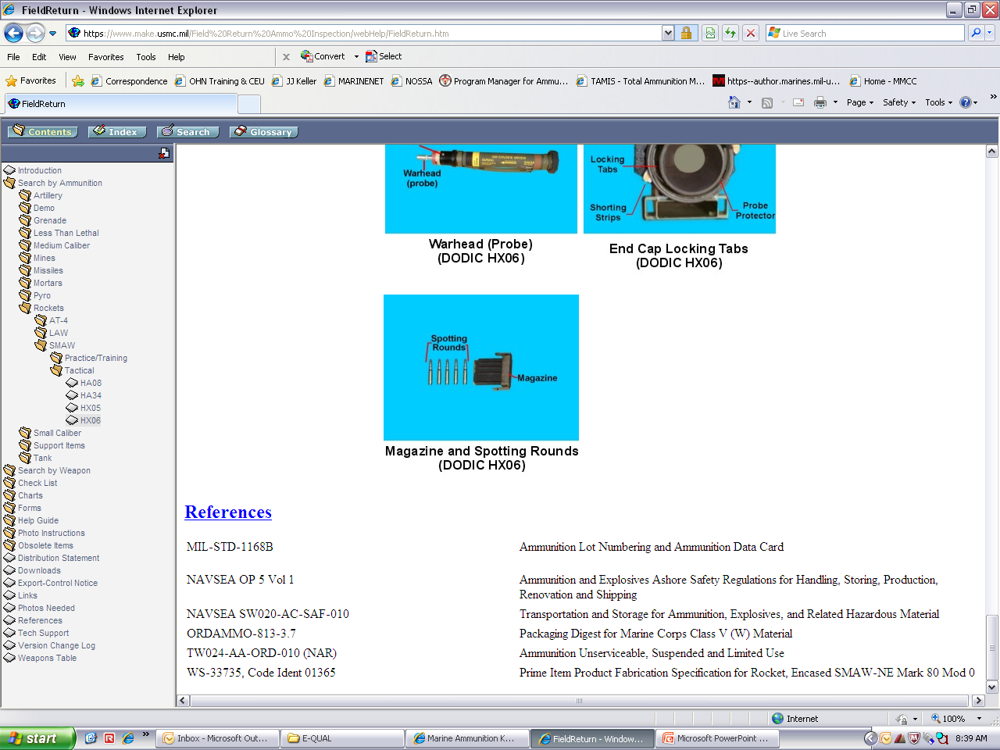 FieldReturn - Windows Internet Explorer
https://www.make.usmc.mil/Field%20Return%20Ammo%20Inspection/webHelp/FieldReturn.htm
Live Search
File Edit View Favorites Tools Help
x Convert Select
Favorites Correspondence OHN Training & CEU JJ Keller MARINENET NOSSA Program Manager for Ammu... TAMIS - Total Ammunition M... https--author.marines.mil-u... Home - MMCC
FieldReturn
Page Safety Tools
Contents Index Search Glossary
Introduction
Search by Ammunition
Artillery
Demo
Grenade
Less Than Lethal
Medium Caliber
Mines
Missiles
Mortars
Pyro
Rockets
AT-4
LAW
SMAW
Practice/Training
Tactical
HA08
HA34
HX05
HX06
Small Caliber
Support Items
Tank
Search by Weapon
Check List
Charts
Forms
Help Guide
Photo Instructions
Obsolete Items
Distribution Statement
Downloads
Export-Control Notice
Links
Photos Needed
References
Tech Support
Version Change Log
Weapons Table
Warhead
(probe)
Warhead (Probe)
(DODIC HX06)
Locking
Tabs
Shorting
Strips
Probe
Protector
End Cap Locking Tabs
(DODIC HX06)
Spotting
Rounds
Magazine
Magazine and Spotting Rounds
(DODIC HX06)
References
MIL-STD-1168B Ammunition Lot Numbering and Ammunition Data Card
NAVSEA OP 5 Vol 1 Ammunition and Explosives Ashore Safety Regulations for Handling, Storing, Production,
Renovation and Shipping
NAVSEA SW020-AC-SAF-010 Transportation and Storage for Ammunition, Explosives, and Related Hazardous Material
ORDAMMO-813-3.7 Packaging Digest for Marine Corps Class V (W) Material
TW024-AA-ORD-010 (NAR) Ammunition Unserviceable, Suspended and Limited Use
WS-33735, Code Ident 01365 Prime Item Product Fabrication Specification for Rocket, Encased SMAW-NE Mark 80 Mod 0
Internet 100%
start Inbox - Microsoft Out... E-QUAL Marine Ammunition K... FieldReturn - Window... Microsoft PowerPoint ... 8:39 AM